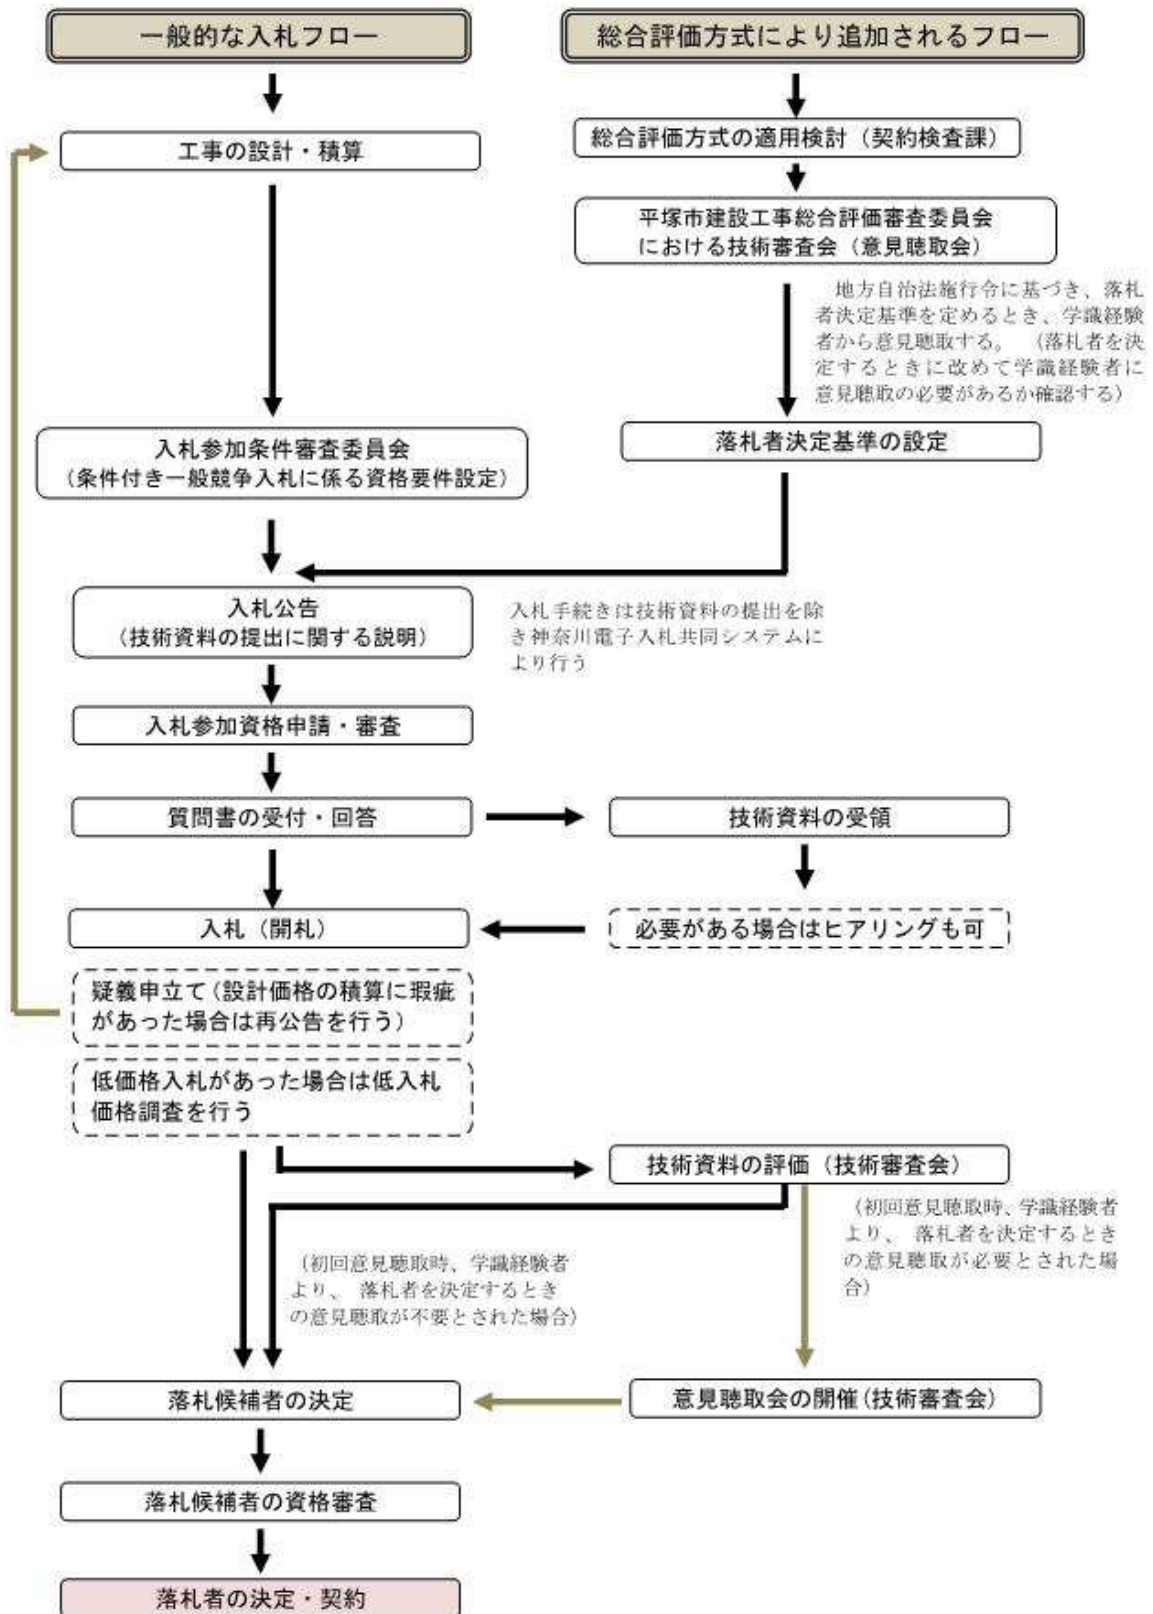 一般的な入札フロー
総合評価方式により追加されるフロー
工事の設計・積算
総合評価方式の適用検討（契約検査課）
平塚市建設工事総合評価審査委員会
における技術審査会（意見聴取会）
地方自治法施行令に基づき、落札
者決定基準を定めるとき、学識経験
者から意見聴取する。　（落札者を決
定するときに改めて学識経験者に
意見聴取の必要があるか確認する）
入札参加条件審査委員会
（条件付き一般競争入札に係る資格要件設定）
落札者決定基準の設定
入札公告
（技術資料の提出に関する説明）
入札手続きは技術資料の提出を除
き神奈川電子入札共同システムに
より行う
入札参加資格申請・審査
質問書の受付・回答
技術資料の受領
入札（開札）
必要がある場合はヒアリングも可
疑義申立て（設計価格の積算に瑕疵
があった場合は再公告を行う）
低価格入札があった場合は低入札
価格調査を行う
技術資料の評価（技術審査会）
（初回意見聴取時、学識経験者
より、 落札者を決定するとき
の意見聴取が必要とされた場
合）
（初回意見聴取時、学識経験者
より、 落札者を決定するとき
の意見聴取が不要とされた場合）
落札候補者の決定
意見聴取会の開催（技術審査会）
落札候補者の資格審査
落札者の決定・契約